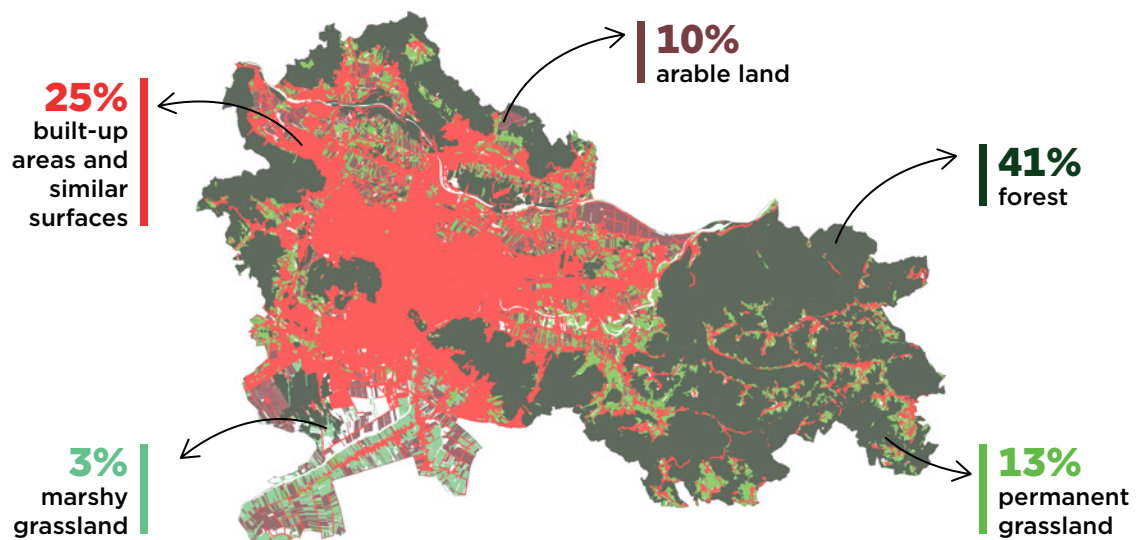 10%
arable land
25%
built-up
areas and
similar
surfaces
41%
forest
3%
marshy
grassland
13%
permanent
grassland